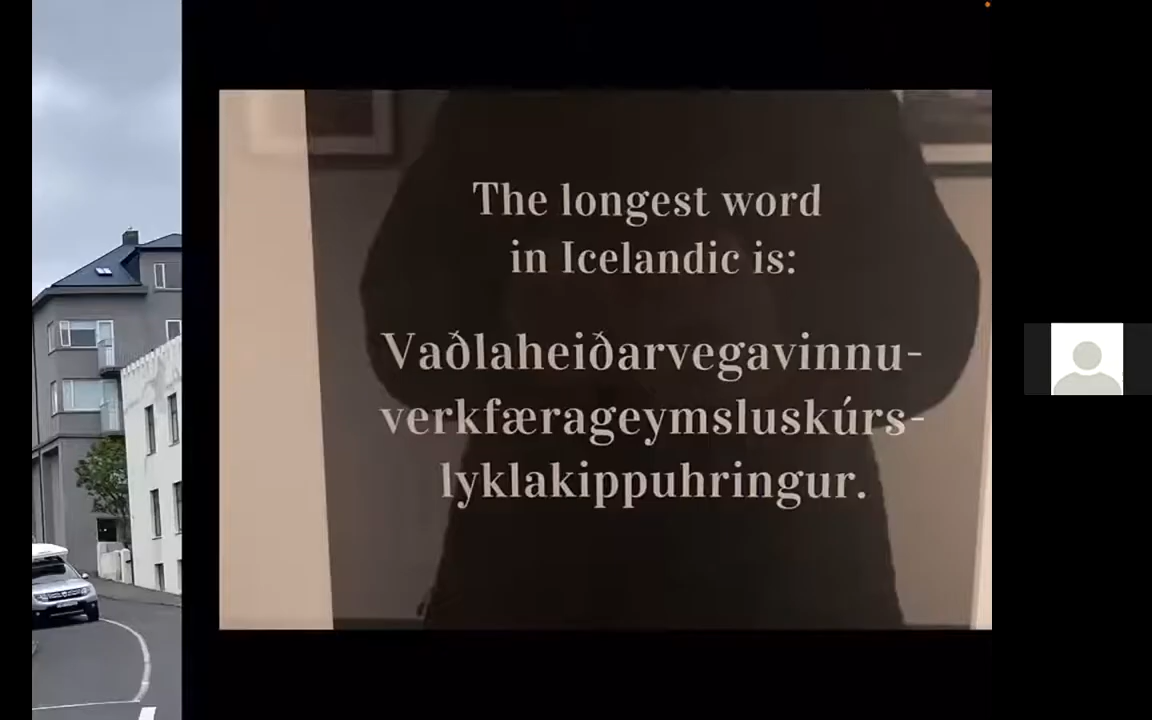 The longest word
in Icelandic is:
Vaðlaheiðarvegavinnu-
verkfærageymsluskúrs-
lyklakippuhringur.